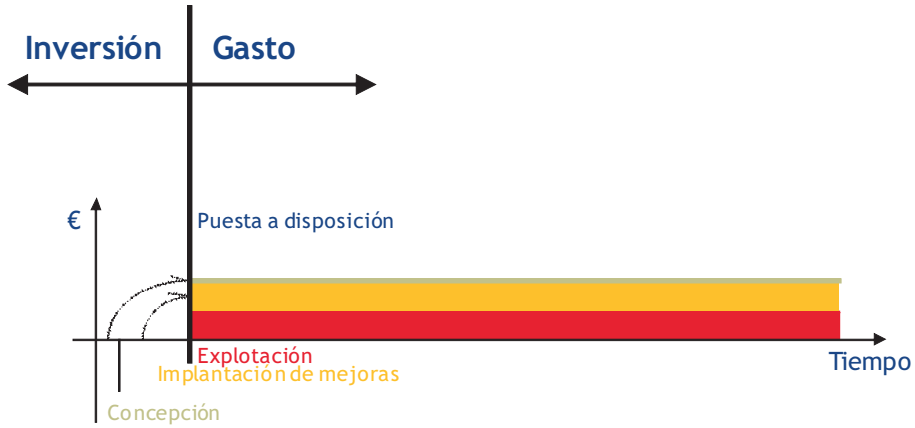 Inversión Gasto
€
Puesta a disposición
Explotación
Tiempo
Implantación de mejoras
Concepción